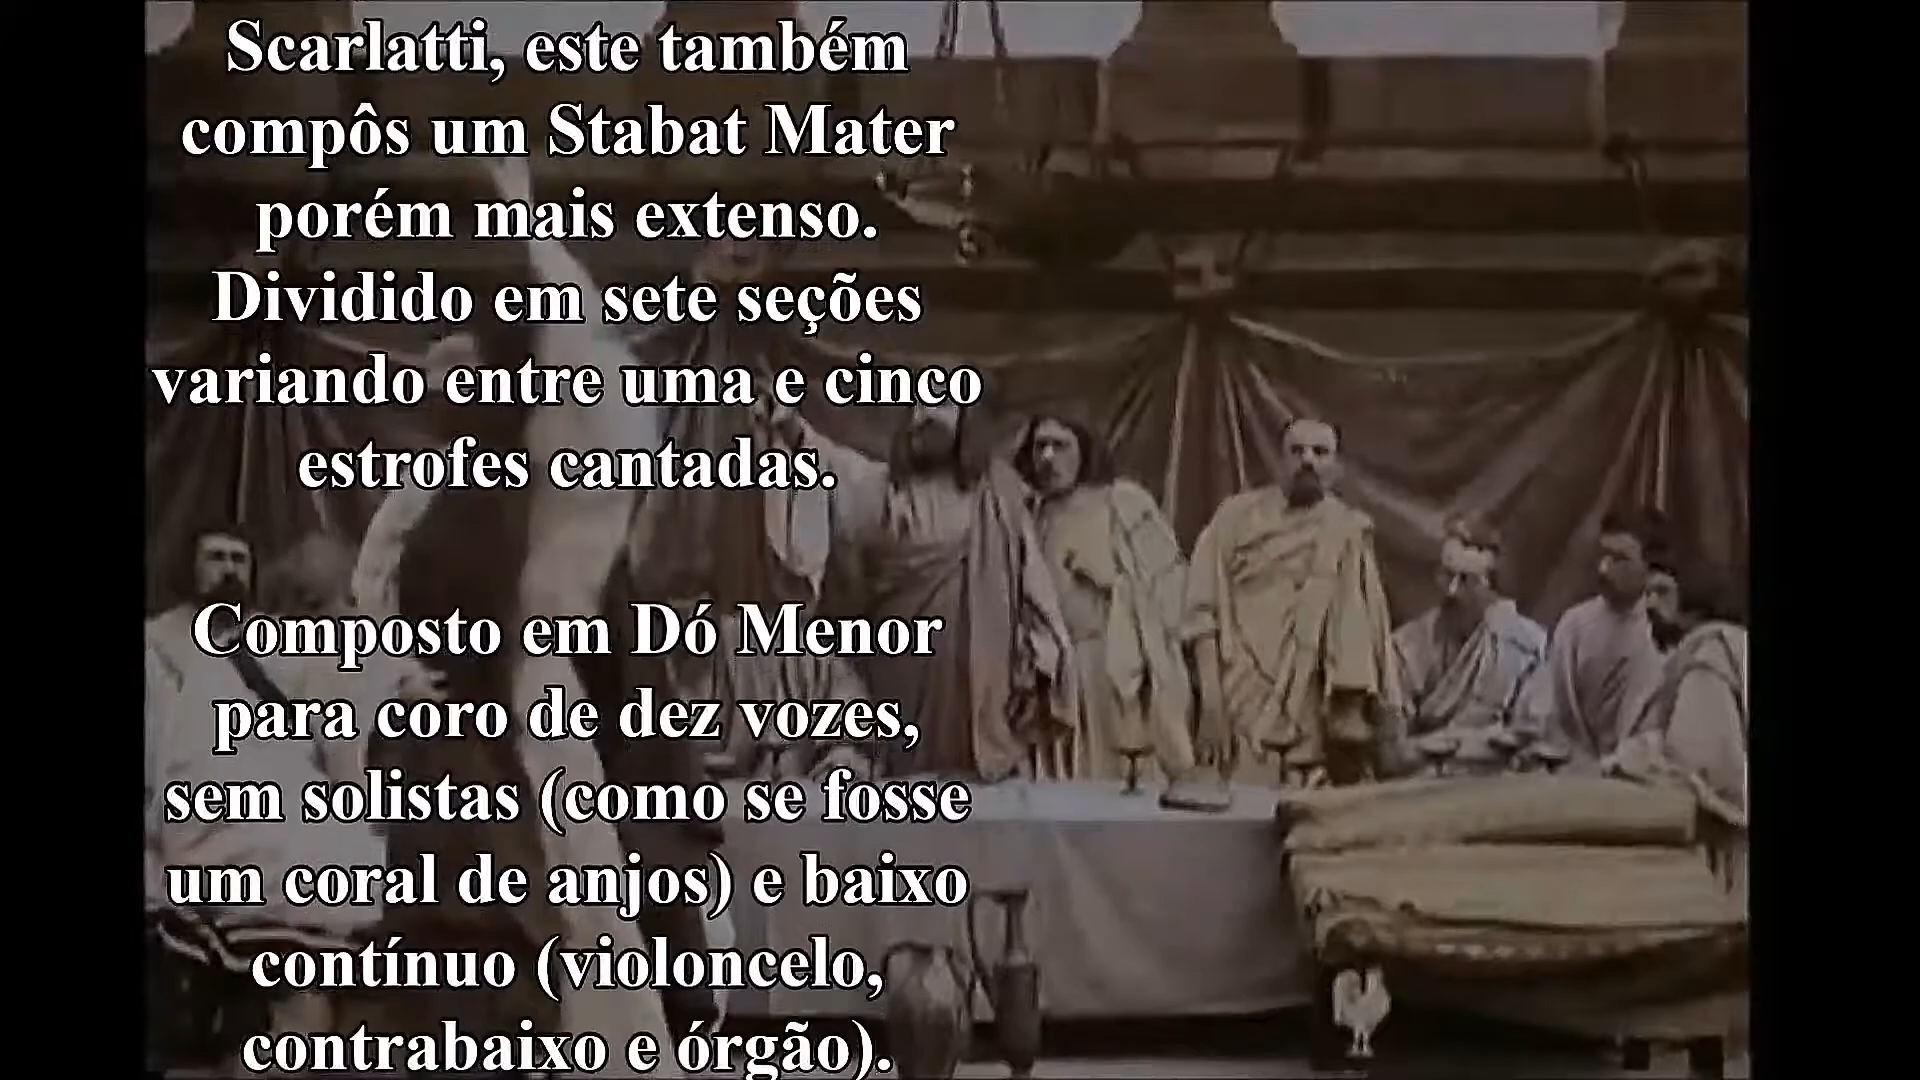 Scarlatti, este também
compôs um Stabat Mater
porém mais extenso.
Dividido em sete seções
variando entre uma e cinco
estrofes cantadas.
Composto em Dó Menor
para coro de dez vozes,
sem solistas (como se fosse
um coral de anjos) e baixo
contínuo (violoncelo,
contrabaixo e órgão).